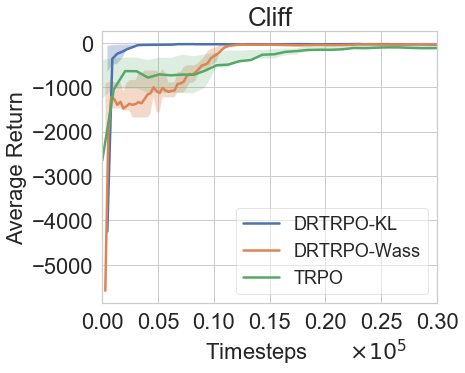 Cliff
0
−1000
−2000
−3000
−4000
−5000
Average Return
DRTRPO-KL
DRTRPO-Wass
TRPO
0.00 0.05 0.10 0.15 0.20 0.25 0.30
Timesteps ×10⁵